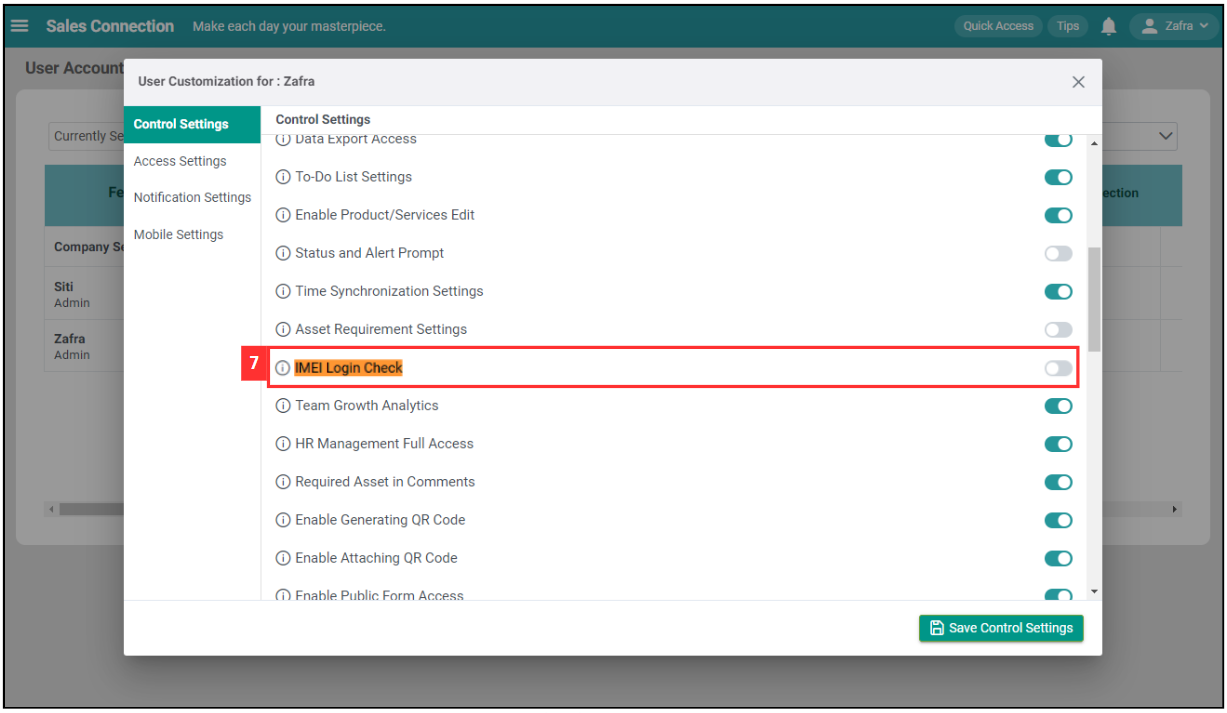 Sales Connection Make each day your masterpiece. Quick Access Tips Zafra
User Account
User Customization for : Zafra
Control Settings
Access Settings
Notification Settings
Mobile Settings
Control Settings
Data Export Access
To-Do List Settings
Enable Product/Services Edit
Status and Alert Prompt
Time Synchronization Settings
Asset Requirement Settings
7 IMEI Login Check
Team Growth Analytics
HR Management Full Access
Required Asset in Comments
Enable Generating QR Code
Enable Attaching QR Code
Enable Public Form Access
Save Control Settings
Currently Se
Fe
ection
Company Se
Siti
Admin
Zafra
Admin